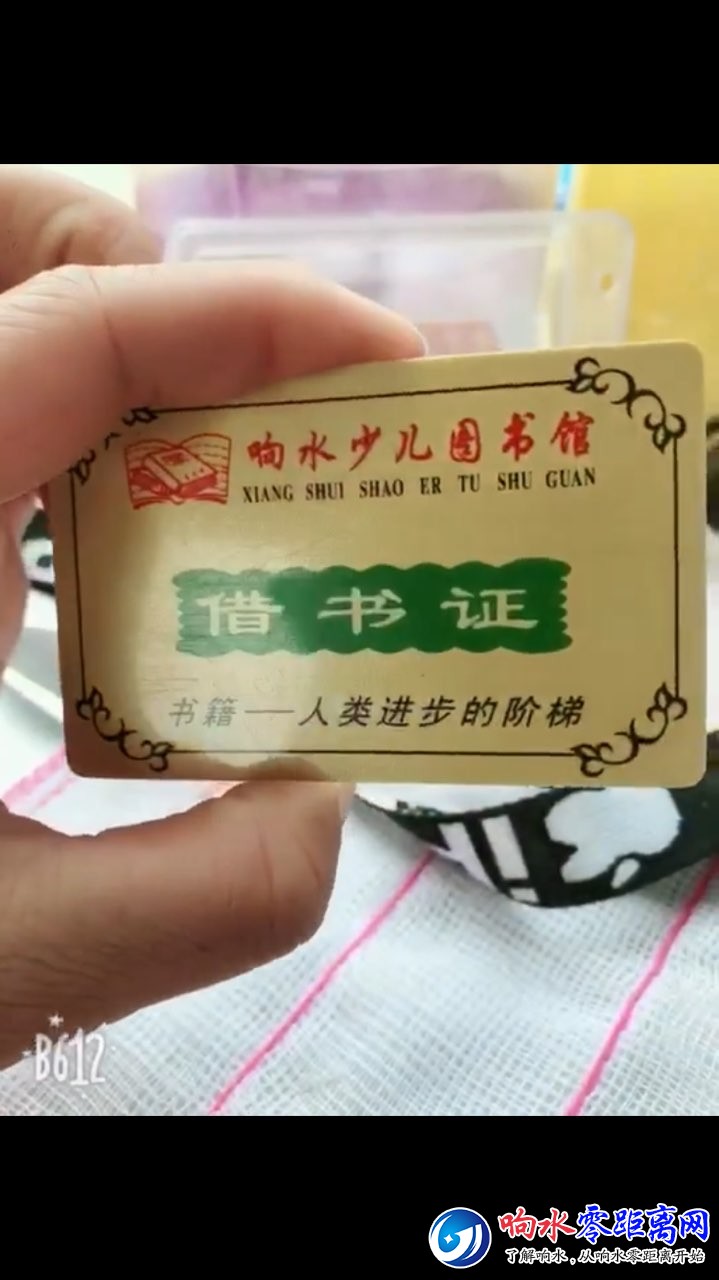 响水少儿图书馆
XIANG SHUI SHAO ER TU SHU GUAN
借书证
书籍——人类进步的阶梯
B612
响水零距离网
了解响水，从响水零距离开始